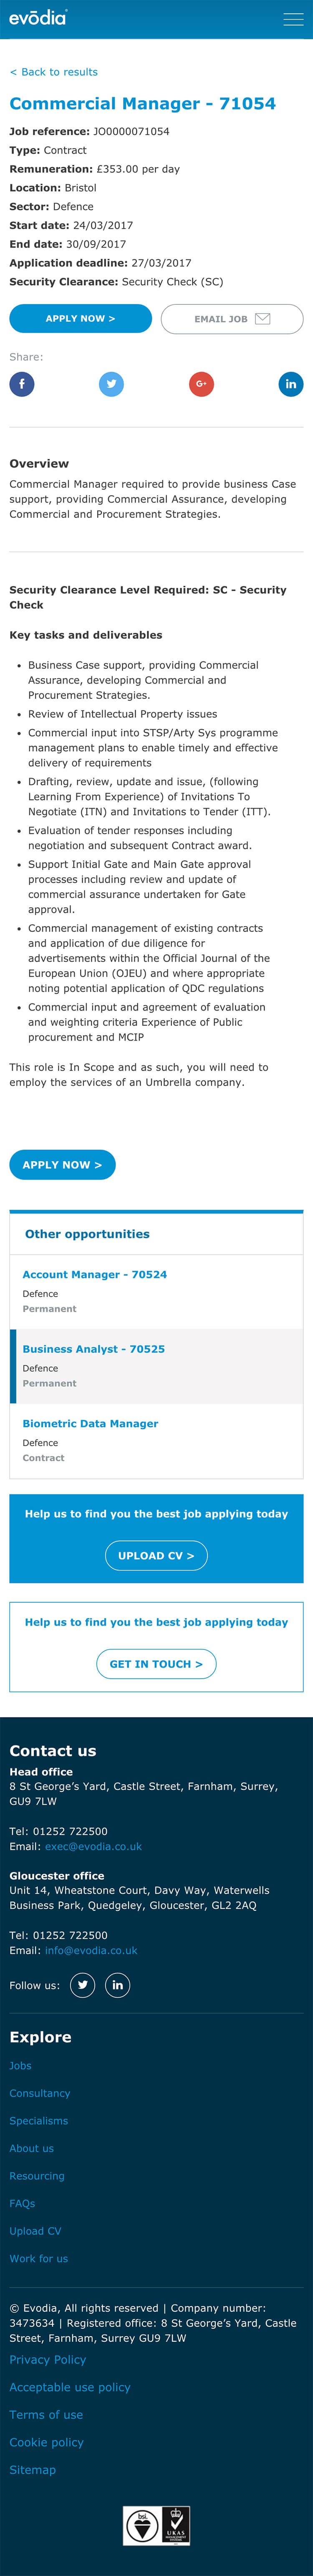 evōdia
< Back to results
Commercial Manager - 71054
Job reference: JO0000071054
Type: Contract
Remuneration: £353.00 per day
Location: Bristol
Sector: Defence
Start date: 24/03/2017
End date: 30/09/2017
Application deadline: 27/03/2017
Security Clearance: Security Check (SC)
APPLY NOW >
EMAIL JOB
Share:
f
G+
in
Overview
Commercial Manager required to provide business Case
support, providing Commercial Assurance, developing
Commercial and Procurement Strategies.
Security Clearance Level Required: SC - Security
Check
Key tasks and deliverables
• Business Case support, providing Commercial
Assurance, developing Commercial and
Procurement Strategies.
• Review of Intellectual Property issues
• Commercial input into STSP/Arty Sys programme
management plans to enable timely and effective
delivery of requirements
• Drafting, review, update and issue, (following
Learning From Experience) of Invitations To
Negotiate (ITN) and Invitations to Tender (ITT).
• Evaluation of tender responses including
negotiation and subsequent Contract award.
• Support Initial Gate and Main Gate approval
processes including review and update of
commercial assurance undertaken for Gate
approval.
• Commercial management of existing contracts
and application of due diligence for
advertisements within the Official Journal of the
European Union (OJEU) and where appropriate
noting potential application of QDC regulations
• Commercial input and agreement of evaluation
and weighting criteria Experience of Public
procurement and MCIP
This role is In Scope and as such, you will need to
employ the services of an Umbrella company.
APPLY NOW >
Other opportunities
Account Manager - 70524
Defence
Permanent
Business Analyst - 70525
Defence
Permanent
Biometric Data Manager
Defence
Contract
Help us to find you the best job applying today
UPLOAD CV >
Help us to find you the best job applying today
GET IN TOUCH >
Contact us
Head office
8 St George's Yard, Castle Street, Farnham, Surrey,
GU9 7LW
Tel: 01252 722500
Email: exec@evodia.co.uk
Gloucester office
Unit 14, Wheatstone Court, Davy Way, Waterwells
Business Park, Quedgeley, Gloucester, GL2 2AQ
Tel: 01252 722500
Email: info@evodia.co.uk
Follow us:
in
Explore
Jobs
Consultancy
Specialisms
About us
Resourcing
FAQs
Upload CV
Work for us
© Evodia, All rights reserved | Company number:
3473634 | Registered office: 8 St George's Yard, Castle
Street, Farnham, Surrey GU9 7LW
Privacy Policy
Acceptable use policy
Terms of use
Cookie policy
Sitemap
bsi.
UKAS
MANAGEMENT
SYSTEMS